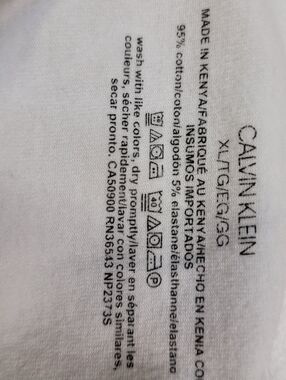 CALVIN KLEIN
XL/TG/EG/GG
MADE IN KENYA/FABRIQUÉ AU KENYA/HECHO EN KENIA CO
INSUMOS IMPORTADOS
95% cotton/coton/algodón 5% elastane/élasthanne/elastano
40 P
wash with like colors, dry promptly/laver en séparant les
couleurs, sécher rapidement/lavar con colores similares,
secar pronto. CA50900 RN36543 NP2373S